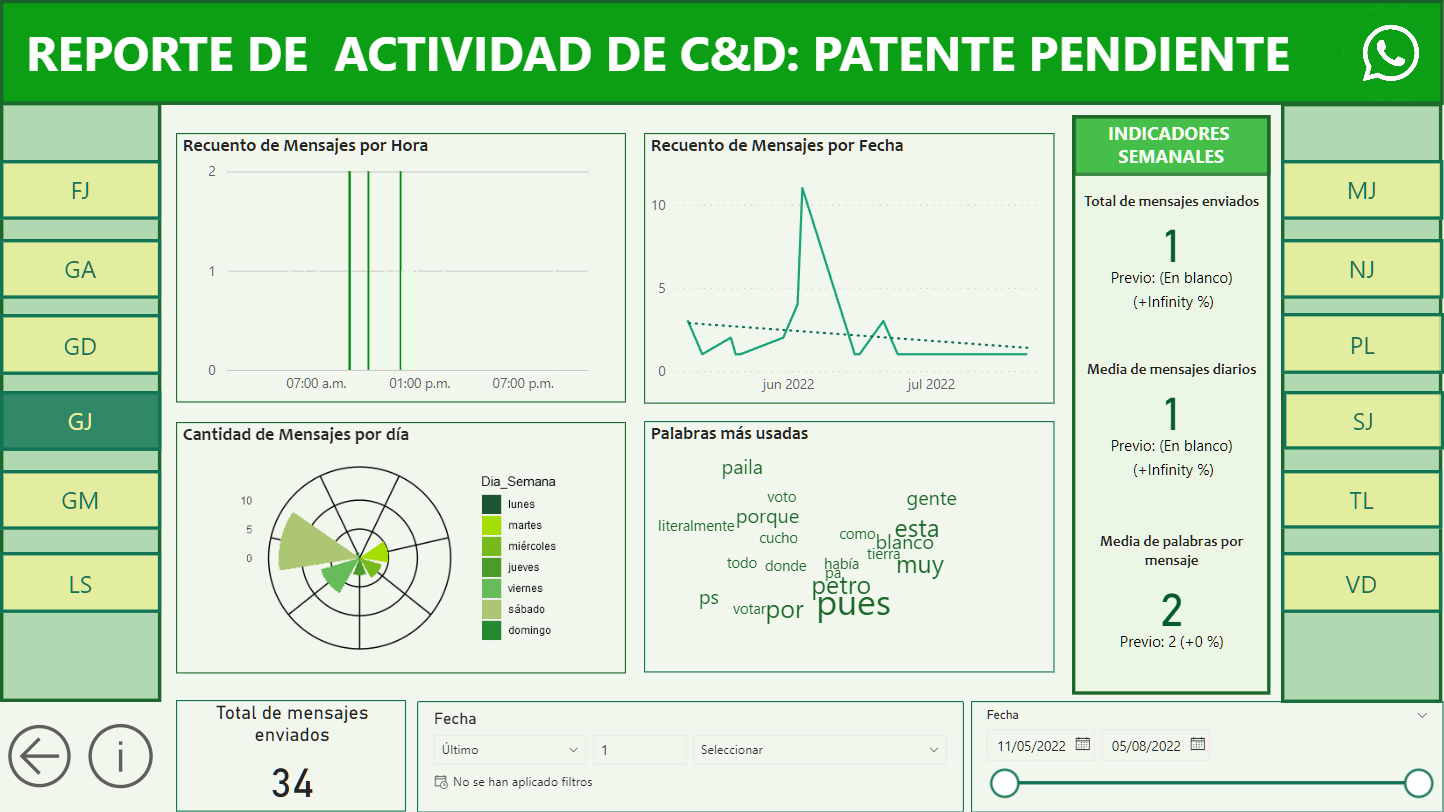 REPORTE DE ACTIVIDAD DE C&D: PATENTE PENDIENTE
FJ
GA
GD
GJ
GM
LS
Recuento de Mensajes por Hora
2
1
0
07:00 a.m.
01:00 p.m.
07:00 p.m.
Recuento de Mensajes por Fecha
10
5
0
jun 2022
jul 2022
Cantidad de Mensajes por día
10
5
0
Dia_Semana
lunes
martes
miércoles
jueves
viernes
sábado
domingo
Palabras más usadas
paila
voto
gente
literalmente
porque
esta
cucho
como
blanco
tierra
todo
donde
había
muy
pa
petro
ps
votar
por
pues
INDICADORES
SEMANALES
Total de mensajes enviados
1
Previo: (En blanco)
(+Infinity %)
Media de mensajes diarios
1
Previo: (En blanco)
(+Infinity %)
Media de palabras por
mensaje
2
Previo: 2 (+0 %)
MJ
NJ
PL
SJ
TL
VD
i
Total de mensajes
enviados
34
Fecha
Último
1
Seleccionar
No se han aplicado filtros
Fecha
11/05/2022
05/08/2022